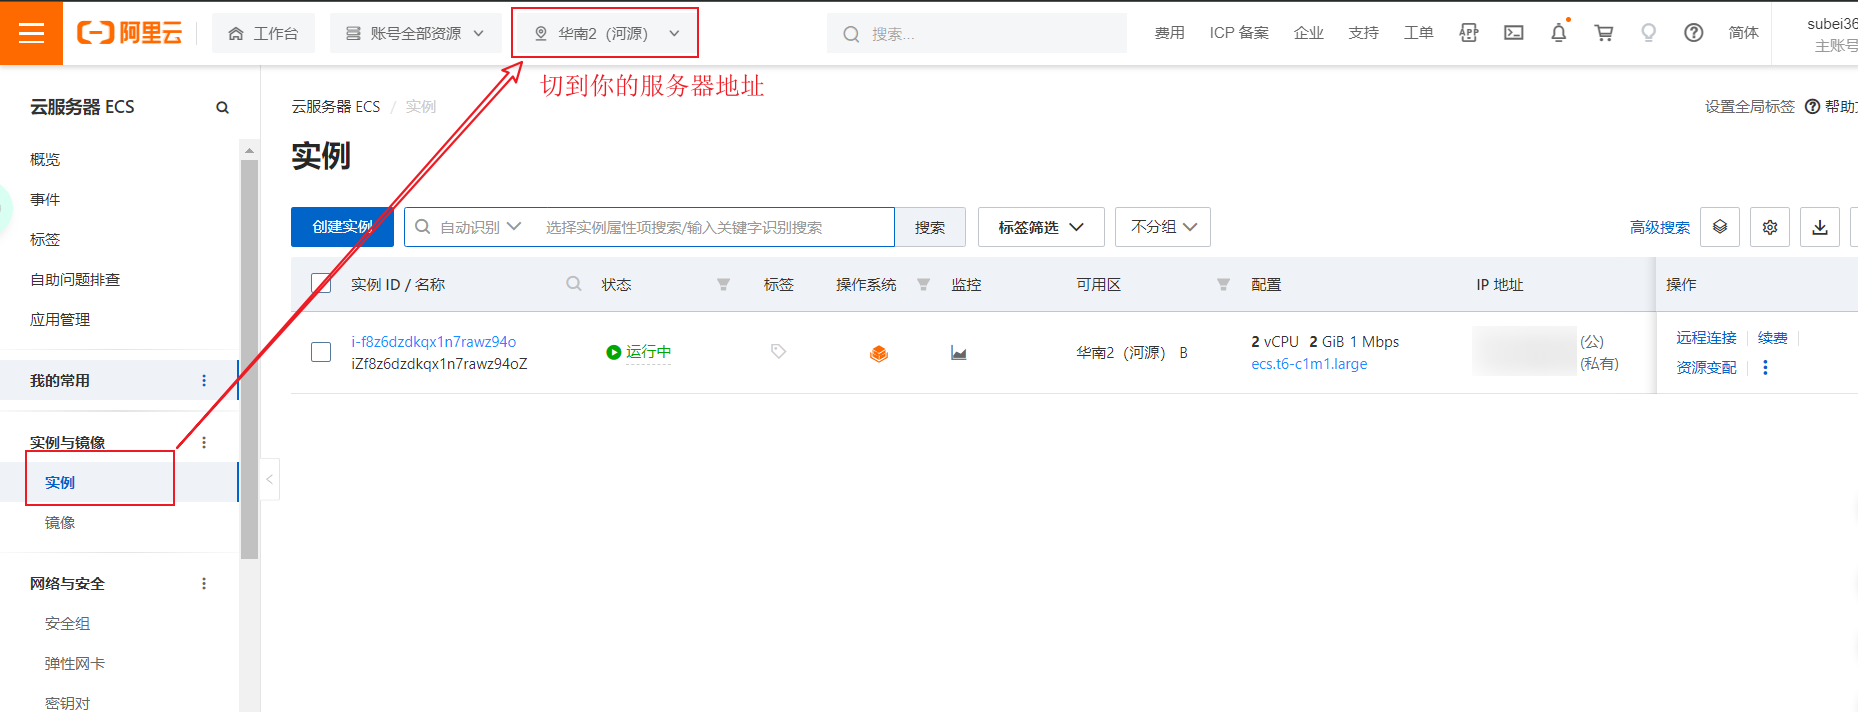 阿里云
工作台
账号全部资源
华南2（河源）
搜索...
费用
ICP 备案
企业
支持
工单
简体
subei36
主账号
切到你的服务器地址
云服务器 ECS
概览
事件
标签
自助问题排查
应用管理
我的常用
实例与镜像
实例
镜像
网络与安全
安全组
弹性网卡
密钥对
云服务器 ECS / 实例
设置全局标签
帮助
实例
创建实例
自动识别
选择实例属性项搜索/输入关键字识别搜索
搜索
标签筛选
不分组
高级搜索
实例 ID / 名称
状态
标签
操作系统
监控
可用区
配置
IP 地址
操作
i-f8z6dzdkqx1n7rawz94o
iZf8z6dzdkqx1n7rawz94oZ
运行中
华南2（河源） B
2 vCPU 2 GiB 1 Mbps
ecs.t6-c1m1.large
(公)
(私有)
远程连接
续费
资源变配